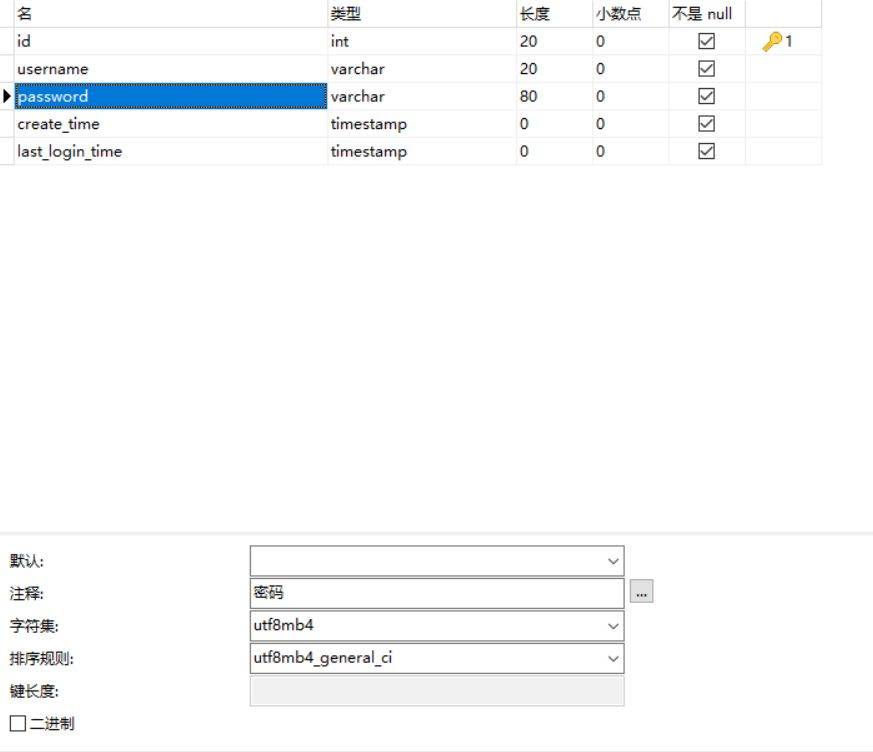 名 类型 长度 小数点 不是 null
id int 20 0 1
username varchar 20 0
password varchar 80 0
create_time timestamp 0 0
last_login_time timestamp 0 0
默认:
注释: 密码 ...
字符集: utf8mb4
排序规则: utf8mb4_general_ci
键长度:
二进制